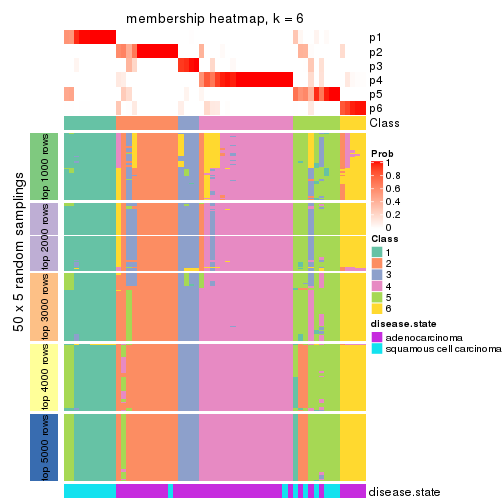 membership heatmap, k = 6
p1
p2
p3
p4
p5
p6
Class
50 x 5 random samplings
top 1000 rows
top 2000 rows
top 3000 rows
top 4000 rows
top 5000 rows
Prob
1
0.8
0.6
0.4
0.2
0
Class
1
2
3
4
5
6
disease.state
adenocarcinoma
squamous cell carcinoma
disease.state